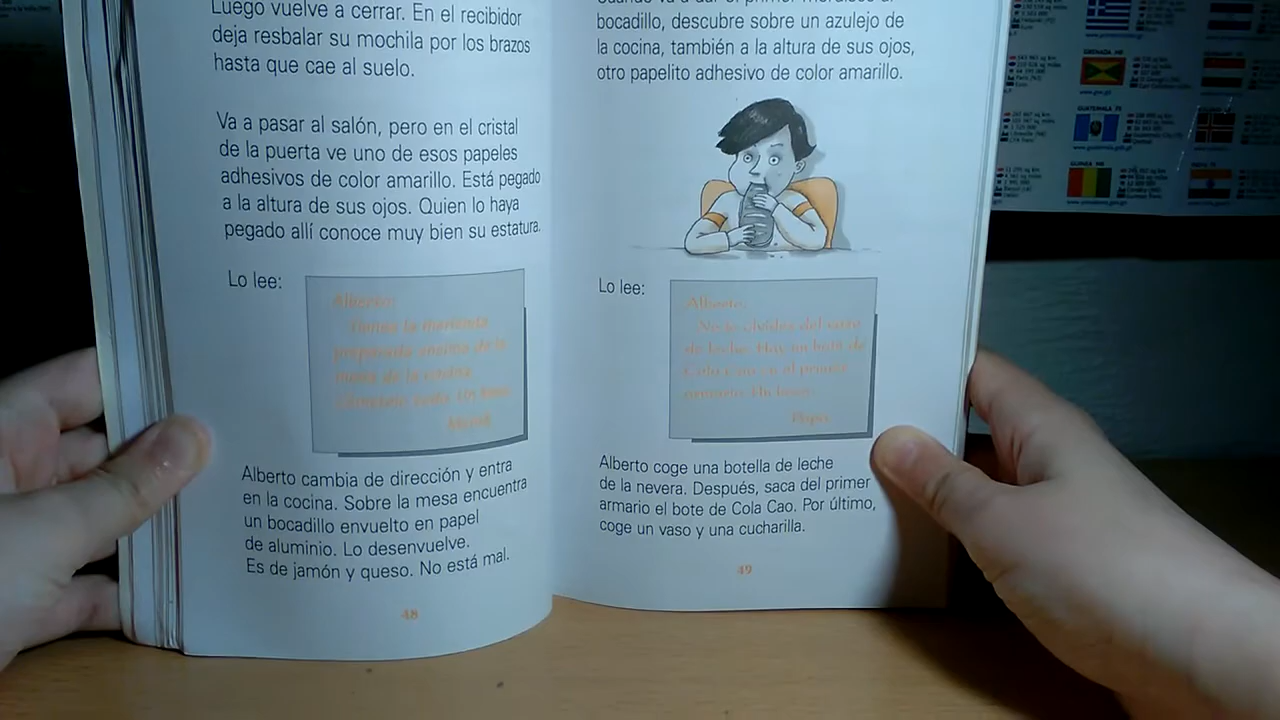 Luego vuelve a cerrar. En el recibidor
deja resbalar su mochila por los brazos
hasta que cae al suelo.
Va a pasar al salón, pero en el cristal
de la puerta ve uno de esos papeles
adhesivos de color amarillo. Está pegado
a la altura de sus ojos. Quien lo haya
pegado allí conoce muy bien su estatura.
Lo lee:
Alberto:
Tienes la merienda
preparada encima de la
mesa de la cocina.
Alberto cambia de dirección y entra
en la cocina. Sobre la mesa encuentra
un bocadillo envuelto en papel
de aluminio. Lo desenvuelve.
Es de jamón y queso. No está mal.
48
bocadillo, descubre sobre un azulejo de
la cocina, también a la altura de sus ojos,
otro papelito adhesivo de color amarillo.
Lo lee:
Alberto:
No te olvides del vaso
de leche. Hay un bote de
Cola Cao en el primer
armario. Un beso.
Papá
Alberto coge una botella de leche
de la nevera. Después, saca del primer
armario el bote de Cola Cao. Por último,
coge un vaso y una cucharilla.
49
GRENADA
GUATEMALA
GUINEA